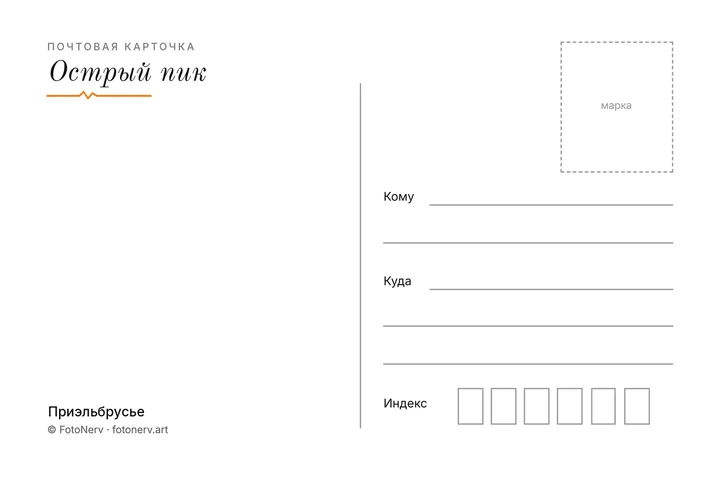 ПОЧТОВАЯ КАРТОЧКА
Острый пик
марка
Кому
Куда
Индекс
Приэльбрусье
© FotoNerv · fotonerv.art